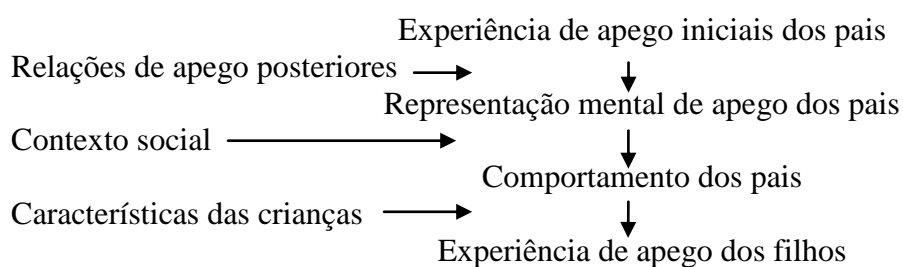 Experiência de apego iniciais dos pais
Relações de apego posteriores
Representação mental de apego dos pais
Contexto social
Comportamento dos pais
Características das crianças
Experiência de apego dos filhos